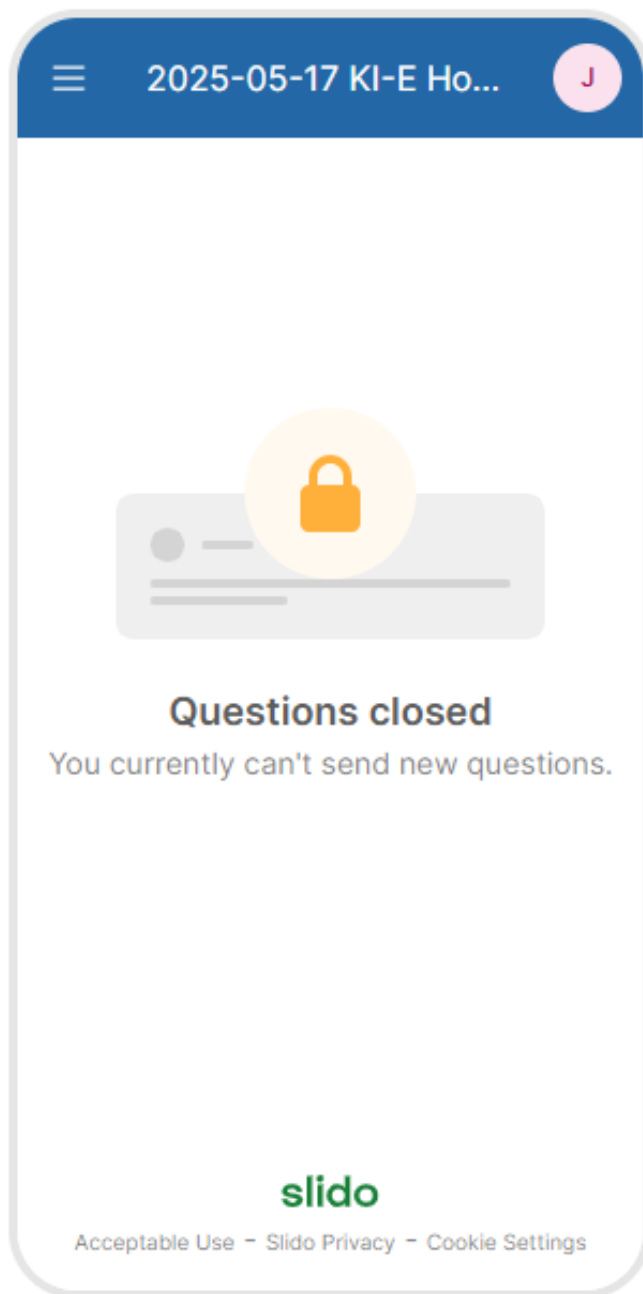 2025-05-17 KI-E Ho...
J
Questions closed
You currently can't send new questions.
slido
Acceptable Use - Slido Privacy - Cookie Settings